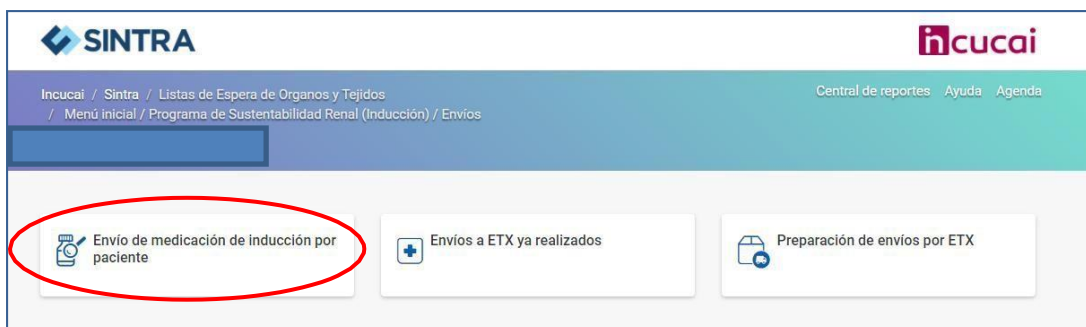 SINTRA
incucai
Incucai / Sintra / Listas de Espera de Organos y Tejidos
/ Menú inicial / Programa de Sustentabilidad Renal (Inducción) / Envíos
Central de reportes Ayuda Agenda
Envío de medicación de inducción por
paciente
Envíos a ETX ya realizados
Preparación de envíos por ETX